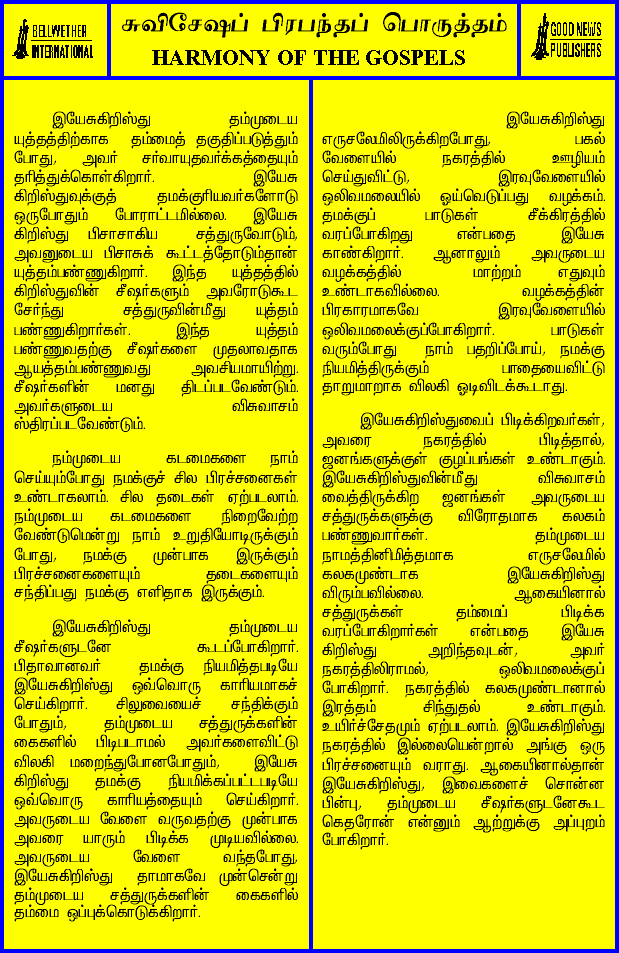 BELLWETHER
INTERNATIONAL
சுவிசேஷப் பிரபந்தப் பொருத்தம்
HARMONY OF THE GOSPELS
GOOD NEWS
PUBLISHERS
இயேசுகிறிஸ்து தம்முடைய
யுத்தத்திற்காக தம்மைத் தகுதிப்படுத்தும்
போது, அவர் சர்வாயுதவர்க்கத்தையும்
தரித்துக்கொள்கிறார். இயேசு
கிறிஸ்துவுக்குத் தமக்குரியவர்களோடு
ஒருபோதும் போராட்டமில்லை. இயேசு
கிறிஸ்து பிசாசாகிய சத்துருவோடும்,
அவனுடைய பிசாசுக் கூட்டத்தோடும்தான்
யுத்தம்பண்ணுகிறார். இந்த யுத்தத்தில்
கிறிஸ்துவின் சீஷர்களும் அவரோடுகூட
சேர்ந்து சத்துருவின்மீது யுத்தம்
பண்ணுகிறார்கள். இந்த யுத்தம்
பண்ணுவதற்கு சீஷர்களை முதலாவதாக
ஆயத்தம்பண்ணுவது அவசியமாயிற்று.
சீஷர்களின் மனது திடப்படவேண்டும்.
அவர்களுடைய விசுவாசம்
ஸ்திரப்படவேண்டும்.
நம்முடைய கடமைகளை நாம்
செய்யும்போது நமக்குச் சில பிரச்சனைகள்
உண்டாகலாம். சில தடைகள் ஏற்படலாம்.
நம்முடைய கடமைகளை நிறைவேற்ற
வேண்டுமென்று நாம் உறுதியோடிருக்கும்
போது, நமக்கு முன்பாக இருக்கும்
பிரச்சனைகளையும் தடைகளையும்
சந்திப்பது நமக்கு எளிதாக இருக்கும்.
இயேசுகிறிஸ்து தம்முடைய
சீஷர்களுடனே கூடப்போகிறார்.
பிதாவானவர் தமக்கு நியமித்தபடியே
இயேசுகிறிஸ்து ஒவ்வொரு காரியமாகச்
செய்கிறார். சிலுவையைச் சந்திக்கும்
போதும், தம்முடைய சத்துருக்களின்
கைகளில் பிடிபடாமல் அவர்களைவிட்டு
விலகி மறைந்துபோனபோதும், இயேசு
கிறிஸ்து தமக்கு நியமிக்கப்பட்டபடியே
ஒவ்வொரு காரியத்தையும் செய்கிறார்.
அவருடைய வேளை வருவதற்கு முன்பாக
அவரை யாரும் பிடிக்க முடியவில்லை.
அவருடைய வேளை வந்தபோது,
இயேசுகிறிஸ்து தாமாகவே முன்சென்று
தம்முடைய சத்துருக்களின் கைகளில்
தம்மை ஒப்புக்கொடுக்கிறார்.
இயேசுகிறிஸ்து
எருசலேமிலிருக்கிறபோது, பகல்
வேளையில் நகரத்தில் ஊழியம்
செய்துவிட்டு, இரவுவேளையில்
ஒலிவமலையில் ஓய்வெடுப்பது வழக்கம்.
தமக்குப் பாடுகள் சீக்கிரத்தில்
வரப்போகிறது என்பதை இயேசு
காண்கிறார். ஆனாலும் அவருடைய
வழக்கத்தில் மாற்றம் எதுவும்
உண்டாகவில்லை. வழக்கத்தின்
பிரகாரமாகவே இரவுவேளையில்
ஒலிவமலைக்குப்போகிறார். பாடுகள்
வரும்போது நாம் பதறிப்போய், நமக்கு
நியமித்திருக்கும் பாதையைவிட்டு
தாறுமாறாக விலகி ஓடிவிடக்கூடாது.
இயேசுகிறிஸ்துவைப் பிடிக்கிறவர்கள்,
அவரை நகரத்தில் பிடித்தால்,
ஜனங்களுக்குள் குழப்பங்கள் உண்டாகும்.
இயேசுகிறிஸ்துவின்மீது விசுவாசம்
வைத்திருக்கிற ஜனங்கள் அவருடைய
சத்துருக்களுக்கு விரோதமாக கலகம்
பண்ணுவார்கள். தம்முடைய
நாமத்தினிமித்தமாக எருசலேமில்
கலகமுண்டாக இயேசுகிறிஸ்து
விரும்பவில்லை. ஆகையினால்
சத்துருக்கள் தம்மைப் பிடிக்க
வரப்போகிறார்கள் என்பதை இயேசு
கிறிஸ்து அறிந்தவுடன், அவர்
நகரத்திலிராமல், ஒலிவமலைக்குப்
போகிறார். நகரத்தில் கலகமுண்டானால்
இரத்தம் சிந்துதல் உண்டாகும்.
உயிர்ச்சேதமும் ஏற்படலாம். இயேசுகிறிஸ்து
நகரத்தில் இல்லையென்றால் அங்கு ஒரு
பிரச்சனையும் வராது. ஆகையினால்தான்
இயேசுகிறிஸ்து, இவைகளைச் சொன்ன
பின்பு, தம்முடைய சீஷர்களுடனேகூட
கெதரோன் என்னும் ஆற்றுக்கு அப்புறம்
போகிறார்.